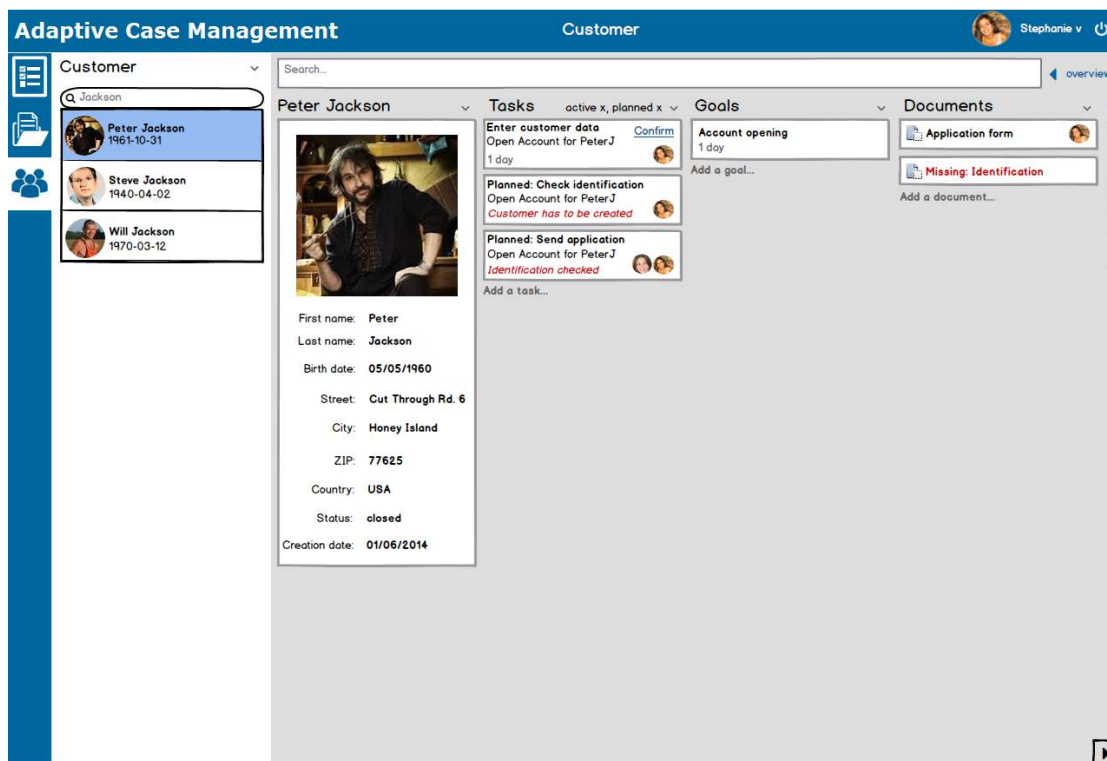 Adaptive Case Management
Customer
Stephanie v
Customer
Jackson
Peter Jackson
1961-10-31
Steve Jackson
1940-04-02
Will Jackson
1970-03-12
Search...
overview
Peter Jackson
First name: Peter
Last name: Jackson
Birth date: 05/05/1960
Street: Cut Through Rd. 6
City: Honey Island
ZIP: 77625
Country: USA
Status: closed
Creation date: 01/06/2014
Tasks active x, planned x
Enter customer data Confirm
Open Account for PeterJ
1 day
Planned: Check identification
Open Account for PeterJ
Customer has to be created
Planned: Send application
Open Account for PeterJ
Identification checked
Add a task...
Goals
Account opening
1 day
Add a goal...
Documents
Application form
Missing: Identification
Add a document...